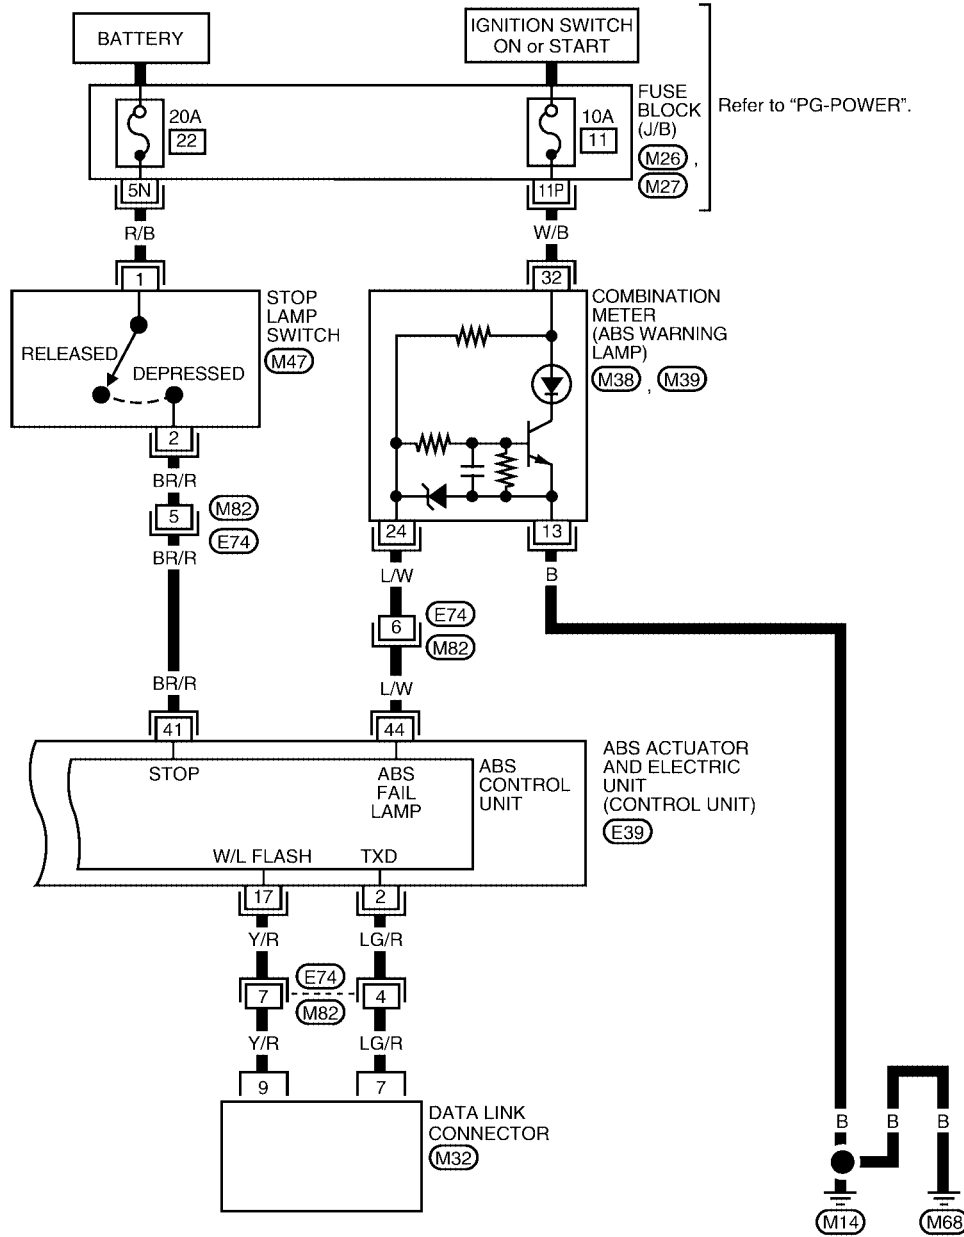 BATTERY
IGNITION SWITCH
ON or START
20A
22
10A
11
FUSE
BLOCK
(J/B)
M26 ,
M27
Refer to “PG-POWER”.
5N
11P
R/B
W/B
1
32
STOP
LAMP
SWITCH
M47
RELEASED
DEPRESSED
COMBINATION
METER
(ABS WARNING
LAMP)
M38 , M39
2
24
13
BR/R
5
M82
E74
BR/R
L/W
B
6
E74
M82
BR/R
L/W
41
44
STOP
ABS
FAIL
LAMP
ABS
CONTROL
UNIT
ABS ACTUATOR
AND ELECTRIC
UNIT
(CONTROL UNIT)
E39
W/L FLASH
TXD
17
2
Y/R
LG/R
7
E74
M82
4
Y/R
LG/R
9
7
DATA LINK
CONNECTOR
M32
B
B
B
M14
M68